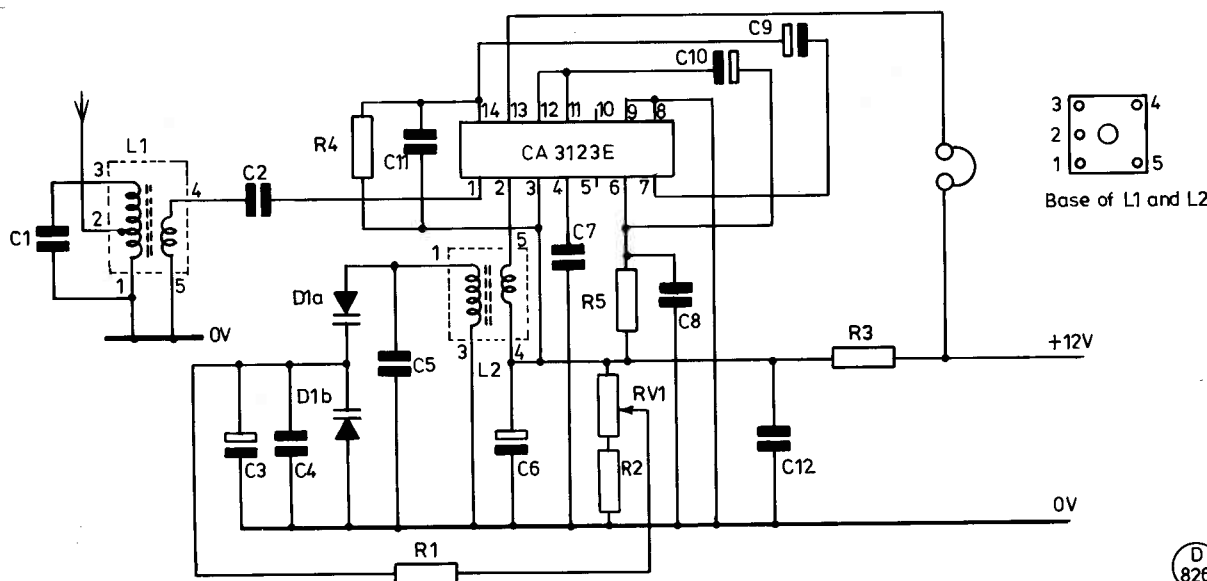 C9
C10
14 13 12 11 10 9 8
3 4
2
1 5
Base of L1 and L2
L1
3
4
2
1
5
C1
C2
R4
C11
CA 3123E
1 2 3 4 5 6 7
0V
D1a
D1b
C5
1
5
3
4
L2
C7
R5
C8
R3
+12V
C3
C4
C6
RV1
R2
C12
0V
R1
D
826